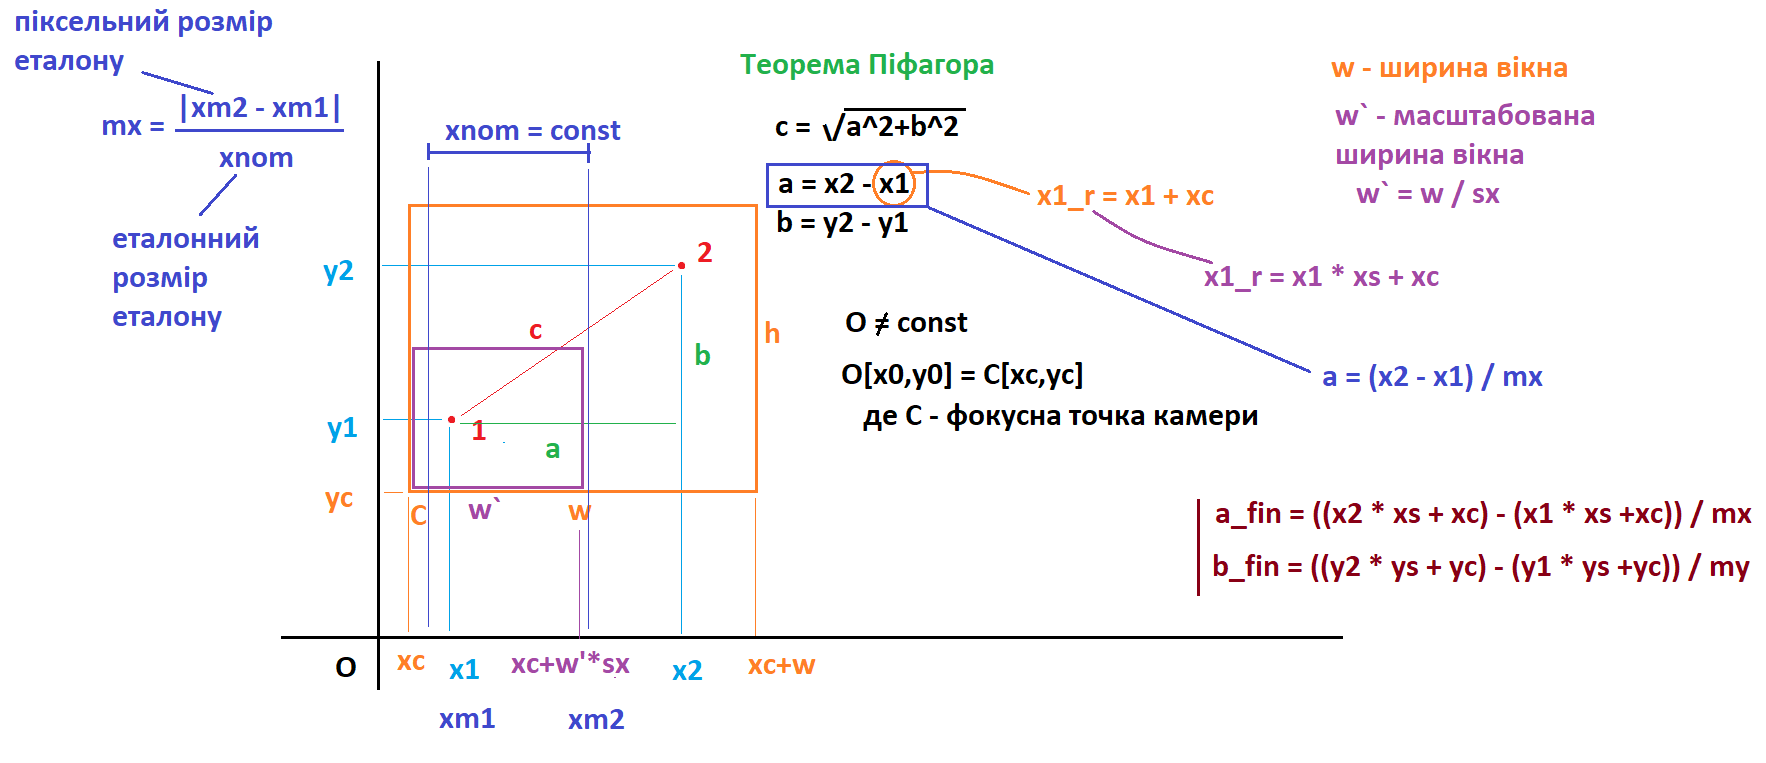 піксельний розмір
еталону
mx = |xm2 - xm1|
xnom
еталонний
розмір
еталону
xnom = const
Теорема Піфагора
c = √a^2+b^2
a = x2 - x1
b = y2 - y1
x1_r = x1 + xc
x1_r = x1 * xs + xc
w - ширина вікна
w` - масштабована
ширина вікна
w` = w / sx
O ≠ const
O[x0,y0] = C[xc,yc]
де C - фокусна точка камери
a = (x2 - x1) / mx
a_fin = ((x2 * xs + xc) - (x1 * xs +xc)) / mx
b_fin = ((y2 * ys + yc) - (y1 * ys +yc)) / my
y2
2
c
h
b
y1
1
a
yc
C
w`
w
O
xc
x1
xc+w'*sx
x2
xc+w
xm1
xm2